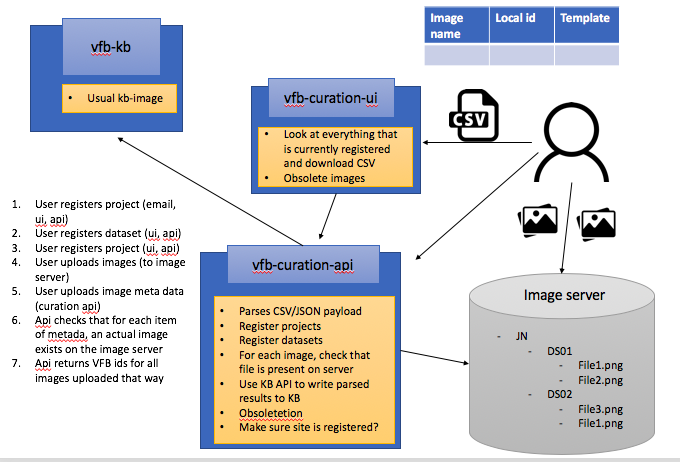 vfb-kb
• Usual kb-image
vfb-curation-ui
• Look at everything that
is currently registered
and download CSV
• Obsolete images
Image
name
Local id
Template
CSV
1. User registers project (email,
ui, api)
2. User registers dataset (ui, api)
3. User registers project (ui, api)
4. User uploads images (to image
server)
5. User uploads image meta data
(curation api)
6. Api checks that for each item
of metada, an actual image
exists on the image server
7. Api returns VFB ids for all
images uploaded that way
vfb-curation-api
• Parses CSV/JSON payload
• Register projects
• Register datasets
• For each image, check that
file is present on server
• Use KB API to write parsed
results to KB
• Obsoletetion
• Make sure site is registered?
Image server
- JN
- DS01
- File1.png
- File2.png
- DS02
- File3.png
- File1.png